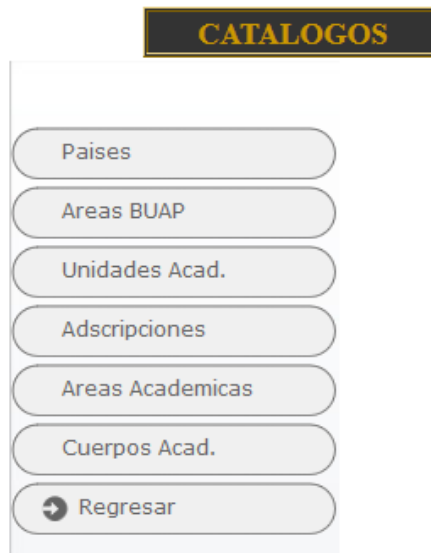 CATALOGOS
Paises
Areas BUAP
Unidades Acad.
Adscripciones
Areas Academicas
Cuerpos Acad.
Regresar